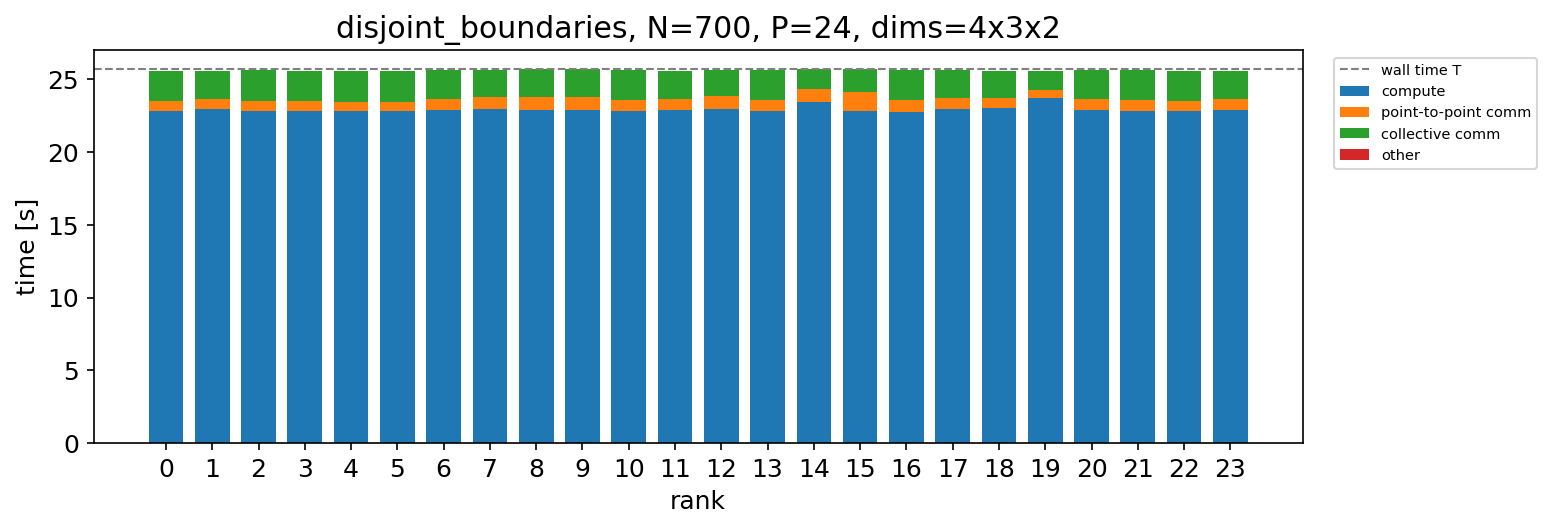 disjoint_boundaries, N=700, P=24, dims=4x3x2
time [s]
25
20
15
10
5
0
0 1 2 3 4 5 6 7 8 9 10 11 12 13 14 15 16 17 18 19 20 21 22 23
rank
wall time T
compute
point-to-point comm
collective comm
other